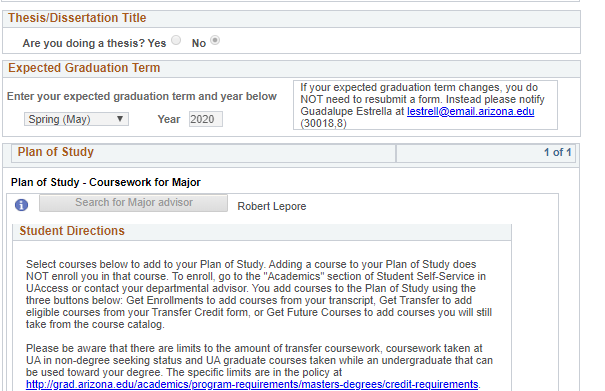 Thesis/Dissertation Title
Are you doing a thesis? Yes No
Expected Graduation Term
Enter your expected graduation term and year below
Spring (May) Year 2020
If your expected graduation term changes, you do
NOT need to resubmit a form. Instead please notify
Guadalupe Estrella at lestrell@email.arizona.edu
(30018,8)
Plan of Study 1 of 1
Plan of Study - Coursework for Major
Search for Major advisor Robert Lepore
Student Directions
Select courses below to add to your Plan of Study. Adding a course to your Plan of Study does
NOT enroll you in that course. To enroll, go to the "Academics" section of Student Self-Service in
UAccess or contact your departmental advisor. You add courses to the Plan of Study using the
three buttons below: Get Enrollments to add courses from your transcript, Get Transfer to add
eligible courses from your Transfer Credit form, or Get Future Courses to add courses you will still
take from the course catalog.
Please be aware that there are limits to the amount of transfer coursework, coursework taken at
UA in non-degree seeking status and UA graduate courses taken while an undergraduate that can
be used toward your degree. The specific limits are in the policy at
http://grad.arizona.edu/academics/program-requirements/masters-degrees/credit-requirements.